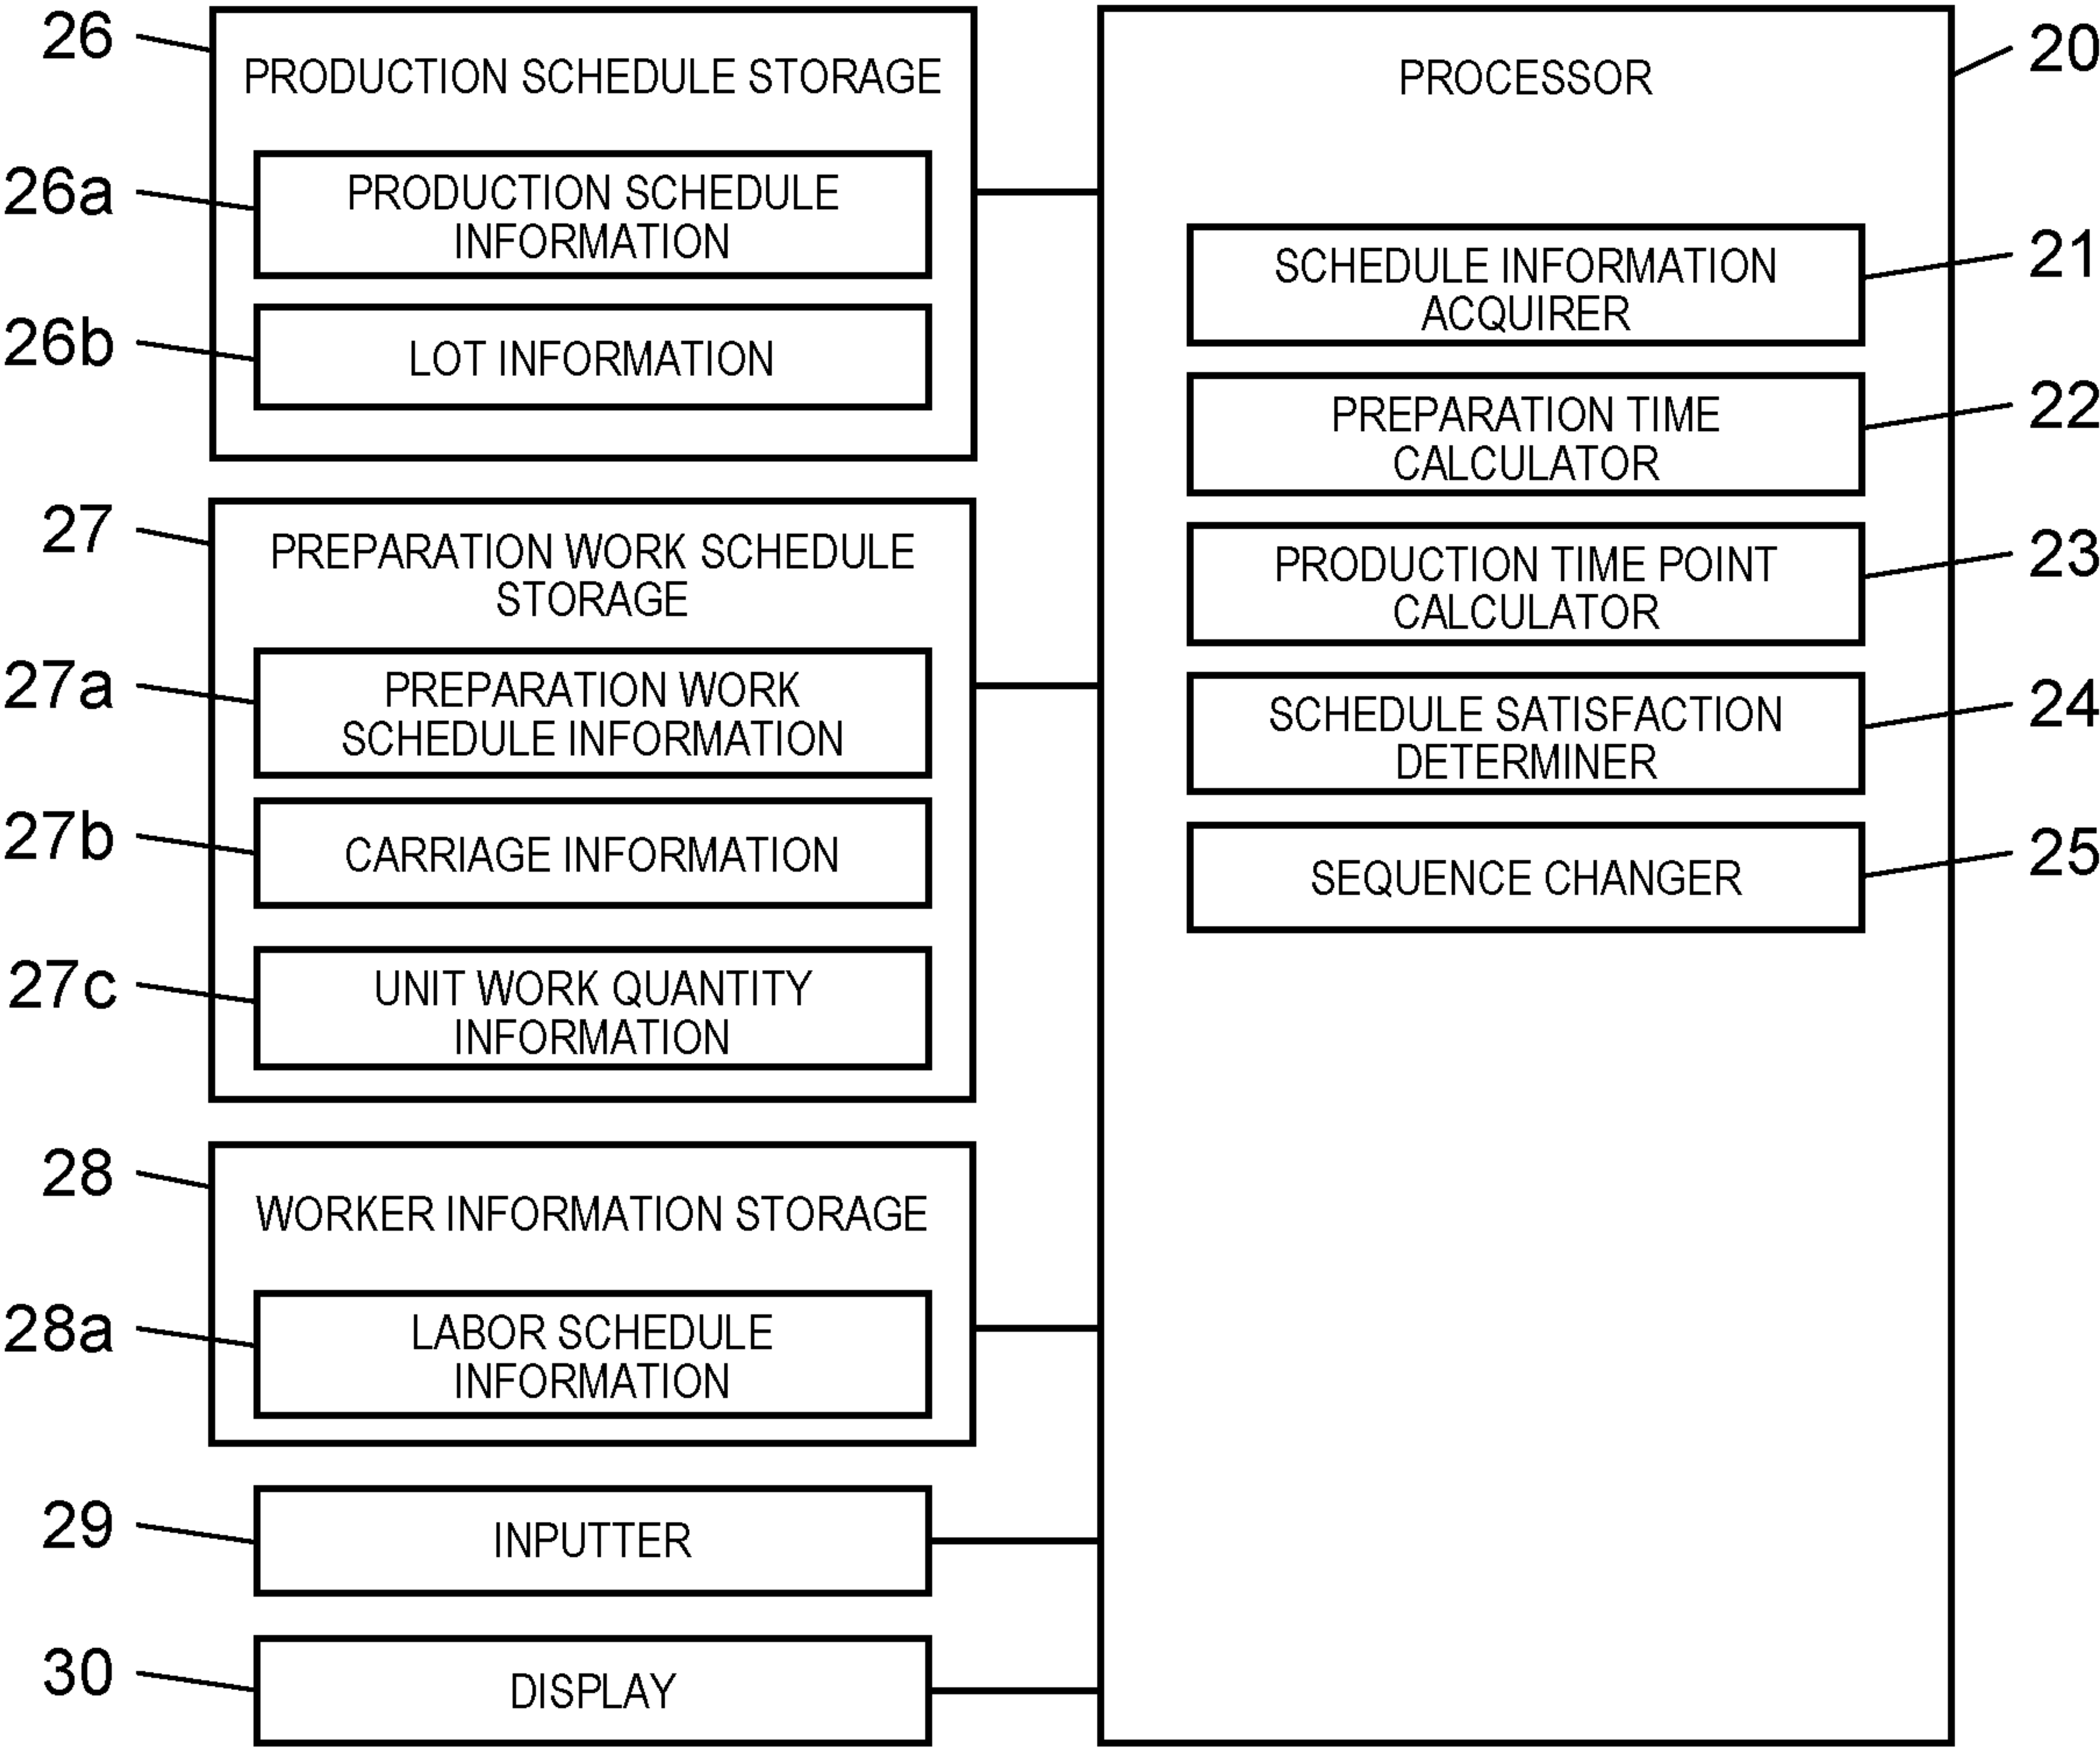 26
PRODUCTION SCHEDULE STORAGE
26a
PRODUCTION SCHEDULE
INFORMATION
26b
LOT INFORMATION
27
PREPARATION WORK SCHEDULE
STORAGE
27a
PREPARATION WORK
SCHEDULE INFORMATION
27b
CARRIAGE INFORMATION
27c
UNIT WORK QUANTITY
INFORMATION
28
WORKER INFORMATION STORAGE
28a
LABOR SCHEDULE
INFORMATION
29
INPUTTER
30
DISPLAY
PROCESSOR
20
SCHEDULE INFORMATION
ACQUIRER
21
PREPARATION TIME
CALCULATOR
22
PRODUCTION TIME POINT
CALCULATOR
23
SCHEDULE SATISFACTION
DETERMINER
24
SEQUENCE CHANGER
25